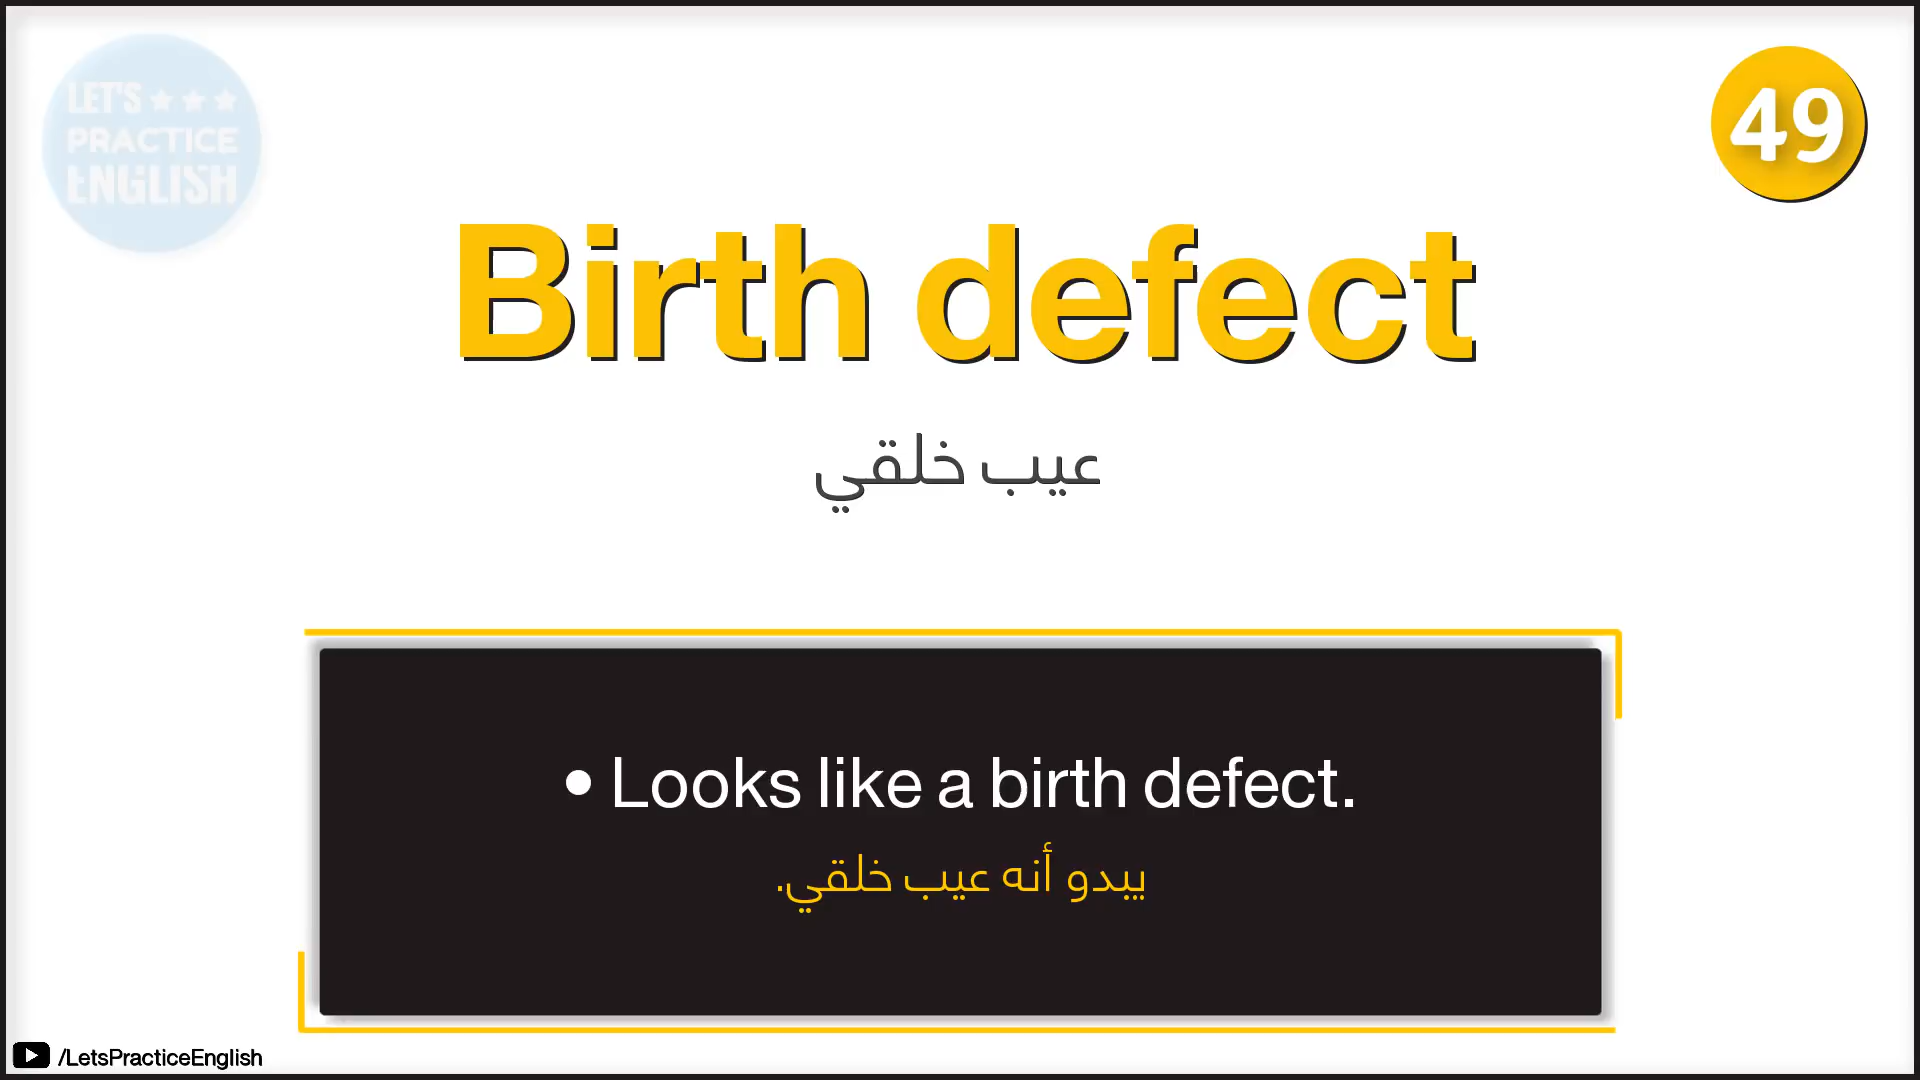 LET'S
PRACTICE
ENGLISH
49
Birth defect
عيب خلقي
• Looks like a birth defect.
يبدو أنه عيب خلقي.
/LetsPracticeEnglish